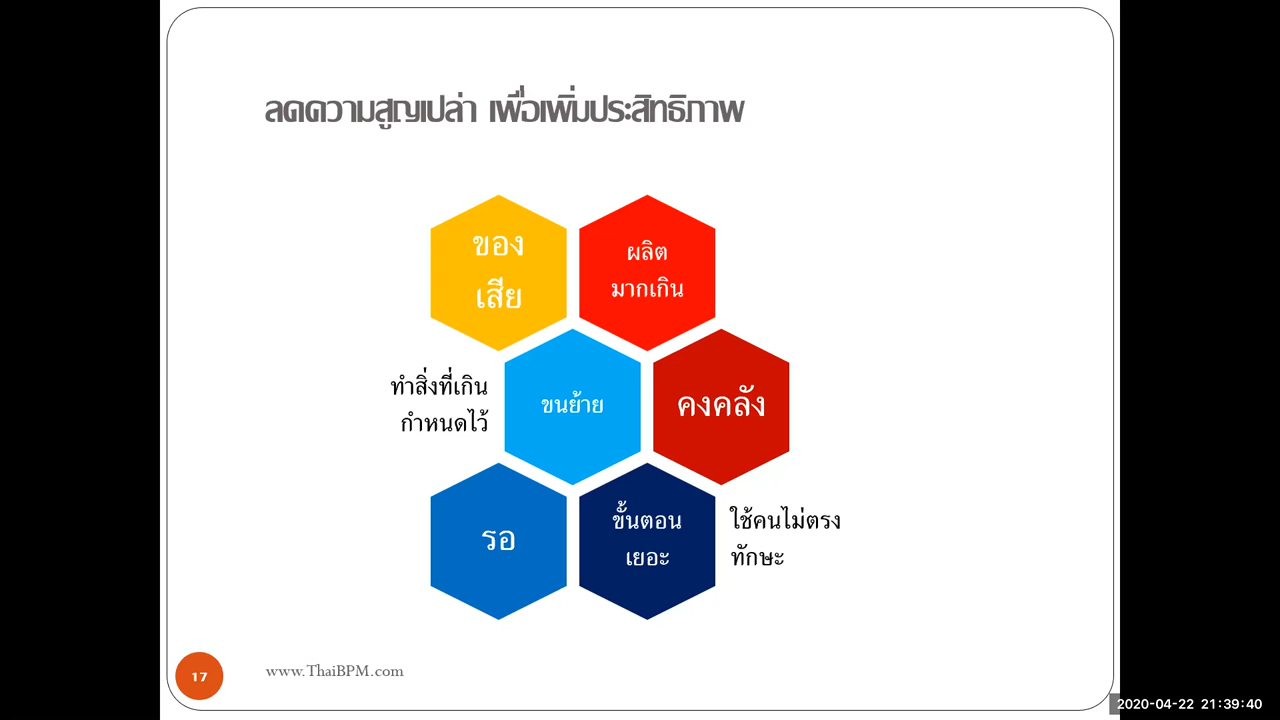 ลดความสูญเปล่า เพื่อเพิ่มประสิทธิภาพ
ของ
เสีย
ผลิต
มากเกิน
ทำสิ่งที่เกิน
กำหนดไว้
ขนย้าย
คงคลัง
รอ
ขั้นตอน
เยอะ
ใช้คนไม่ตรง
ทักษะ
17
www.ThaiBPM.com
2020-04-22 21:39:40